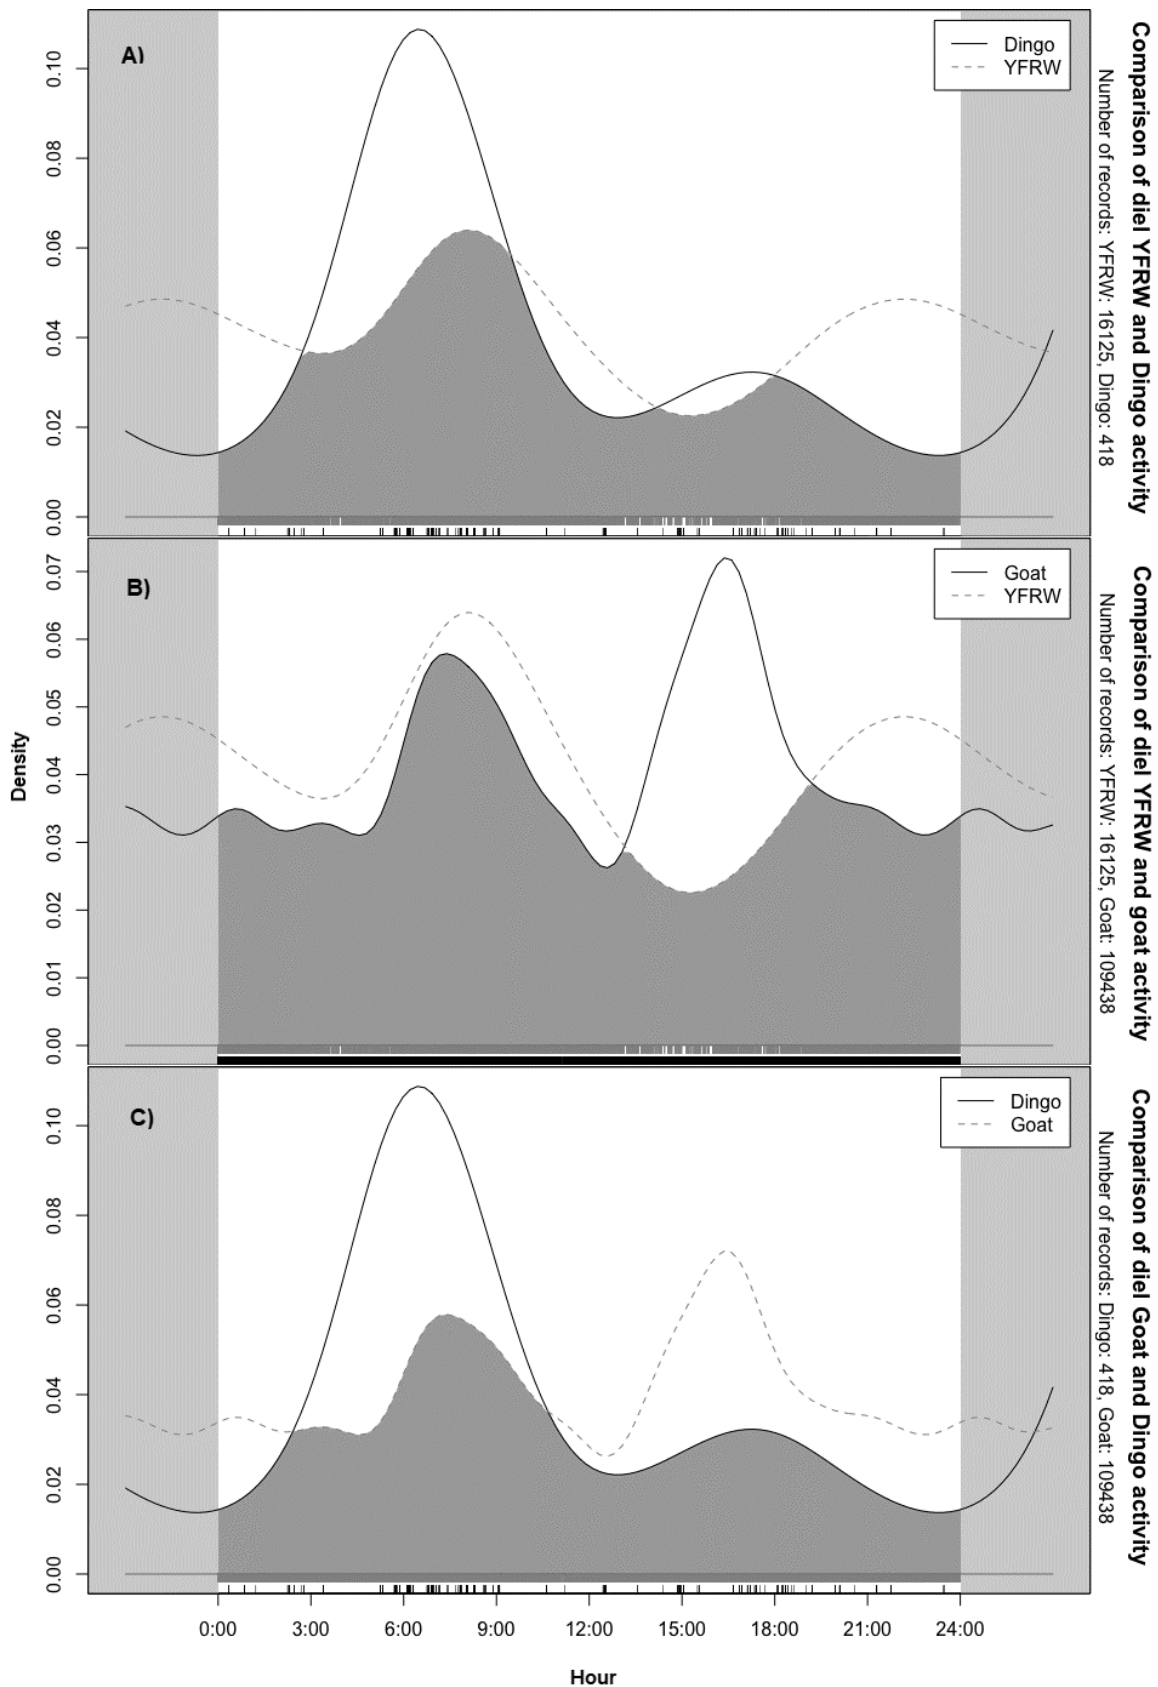 A)
Dingo
YFRW
0.10
0.08
0.06
0.04
0.02
0.00
Comparison of diel YFRW and Dingo activity
Number of records: YFRW: 16125, Dingo: 418
B)
Goat
YFRW
0.07
0.06
0.05
0.04
0.03
0.02
0.01
0.00
Density
Comparison of diel YFRW and goat activity
Number of records: YFRW: 16125, Goat: 109438
C)
Dingo
Goat
0.10
0.08
0.06
0.04
0.02
0.00
Comparison of diel Goat and Dingo activity
Number of records: Dingo: 418, Goat: 109438
0:00 3:00 6:00 9:00 12:00 15:00 18:00 21:00 24:00
Hour